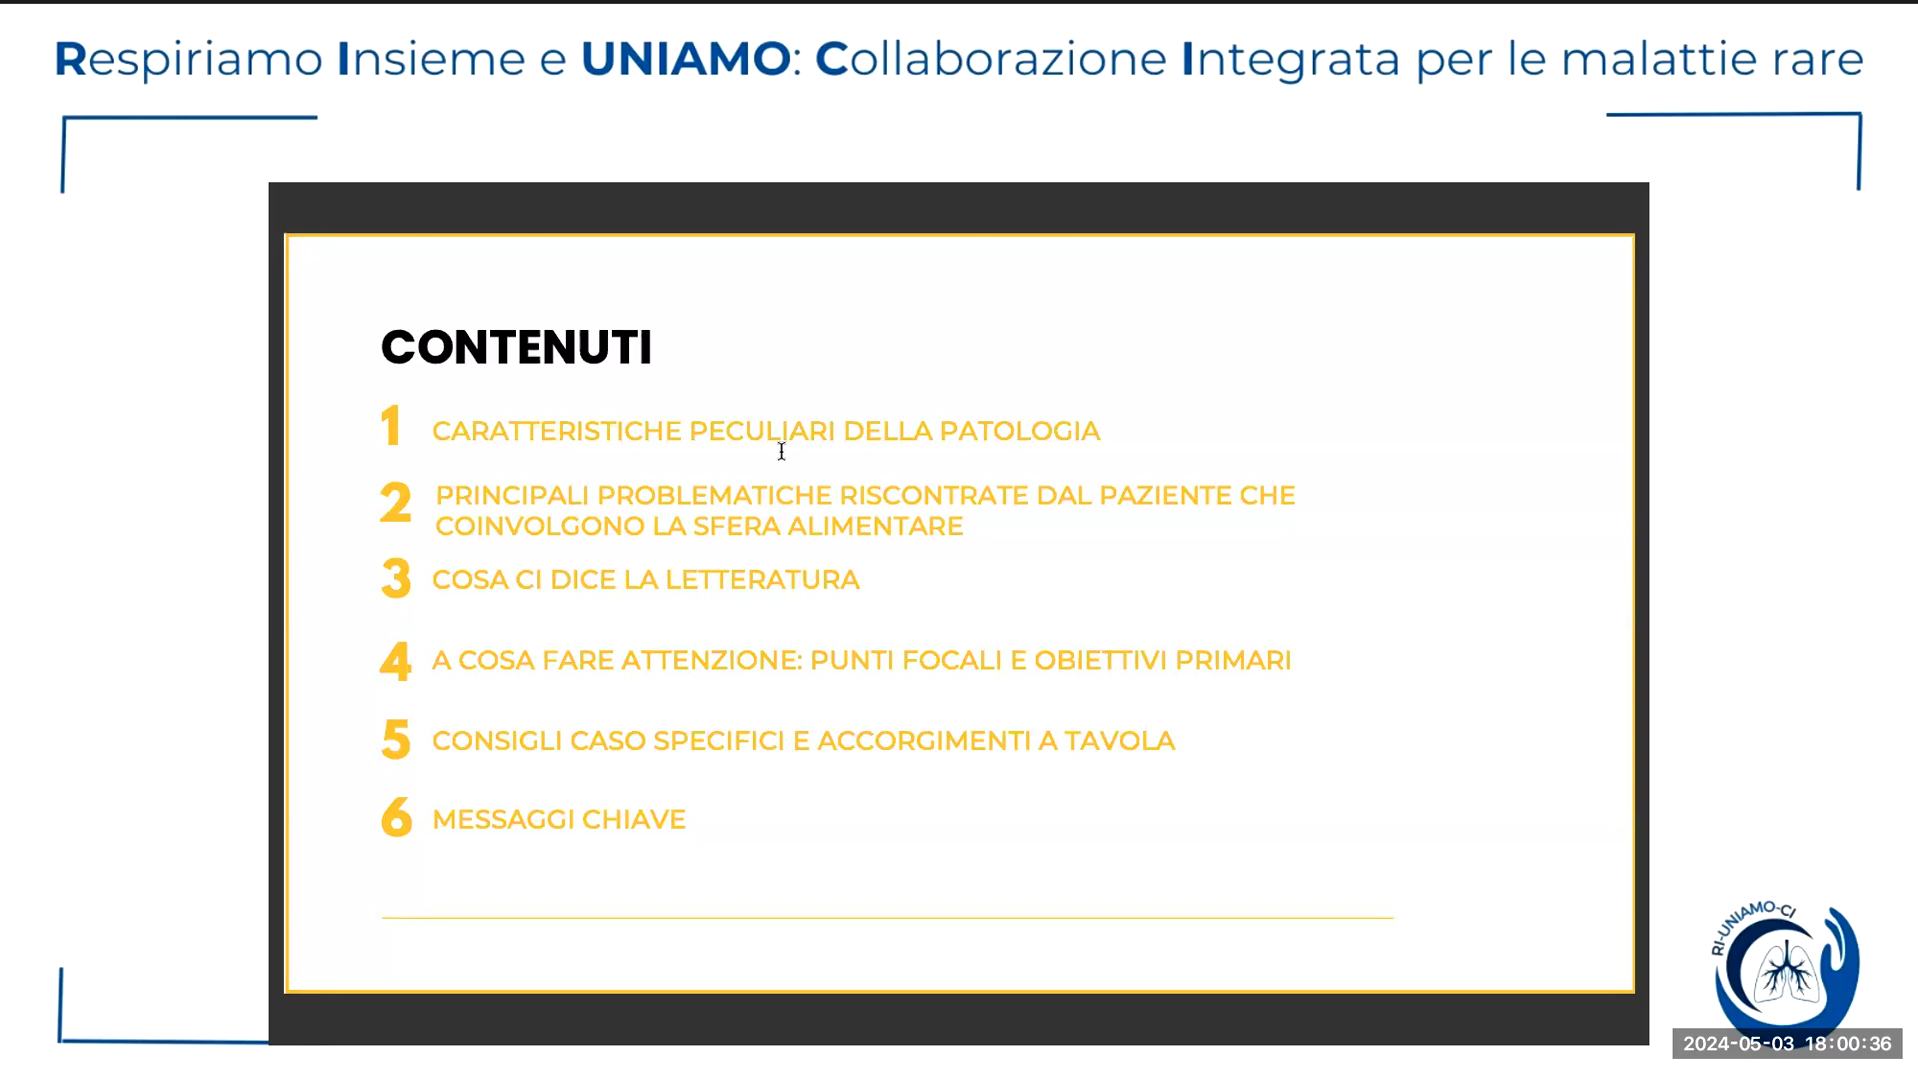 Respiriamo Insieme e UNIAMO: Collaborazione Integrata per le malattie rare
CONTENUTI
1 CARATTERISTICHE PECULIARI DELLA PATOLOGIA
2 PRINCIPALI PROBLEMATICHE RISCONTRATE DAL PAZIENTE CHE
COINVOLGONO LA SFERA ALIMENTARE
3 COSA CI DICE LA LETTERATURA
4 A COSA FARE ATTENZIONE: PUNTI FOCALI E OBIETTIVI PRIMARI
5 CONSIGLI CASO SPECIFICI E ACCORGIMENTI A TAVOLA
6 MESSAGGI CHIAVE
RI-UNIAMO-CI
2024-05-03 18:00:36